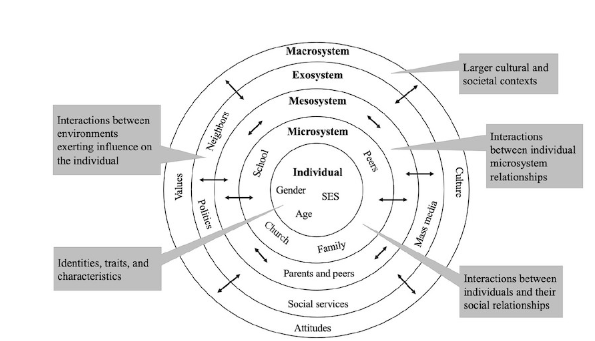 Macrosystem
Exosystem
Mesosystem
Microsystem
Individual
Gender
SES
Age
School
Peers
Church
Family
Neighbors
Parents and peers
Politics
Mass media
Social services
Values
Culture
Attitudes
Larger cultural and
societal contexts
Interactions between
environments
exerting influence on
the individual
Interactions
between individual
microsystem
relationships
Identities, traits, and
characteristics
Interactions between
individuals and their
social relationships